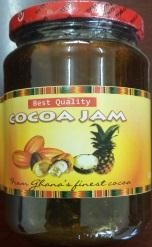 Best Quality
COCOA JAM
From Ghana's finest cocoa